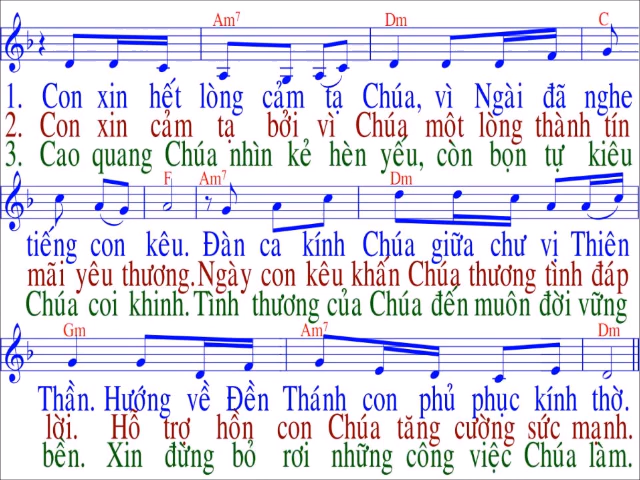 Am7 Dm C
1. Con xin hết lòng cảm tạ Chúa, vì Ngài đã nghe
2. Con xin cảm tạ bởi vì Chúa một lòng thành tín
3. Cao quang Chúa nhìn kẻ hèn yếu, còn bọn tự kiêu
F Am7 Dm
tiếng con kêu. Đàn ca kính Chúa giữa chư vị Thiên
mãi yêu thương. Ngày con kêu khấn Chúa thương tình đáp
Chúa coi khinh. Tình thương của Chúa đến muôn đời vững
Gm Am7 Dm
Thần. Hướng về Đền Thánh con phủ phục kính thờ.
lời. Hỗ trợ hồn con Chúa tăng cường sức mạnh.
bền. Xin đừng bỏ rơi những công việc Chúa làm.